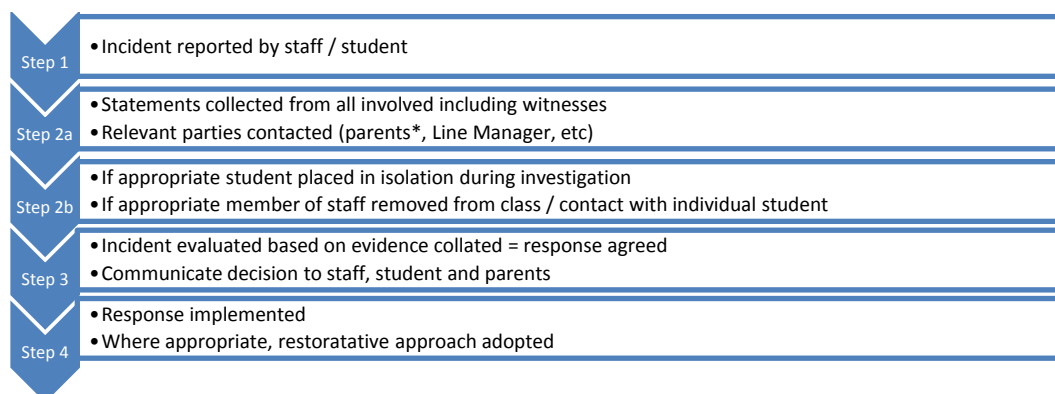 Step 1
•Incident reported by staff / student
Step 2a
•Statements collected from all involved including witnesses
•Relevant parties contacted (parents*, Line Manager, etc)
Step 2b
•If appropriate student placed in isolation during investigation
•If appropriate member of staff removed from class / contact with individual student
Step 3
•Incident evaluated based on evidence collated = response agreed
•Communicate decision to staff, student and parents
Step 4
•Response implemented
•Where appropriate, restoratative approach adopted